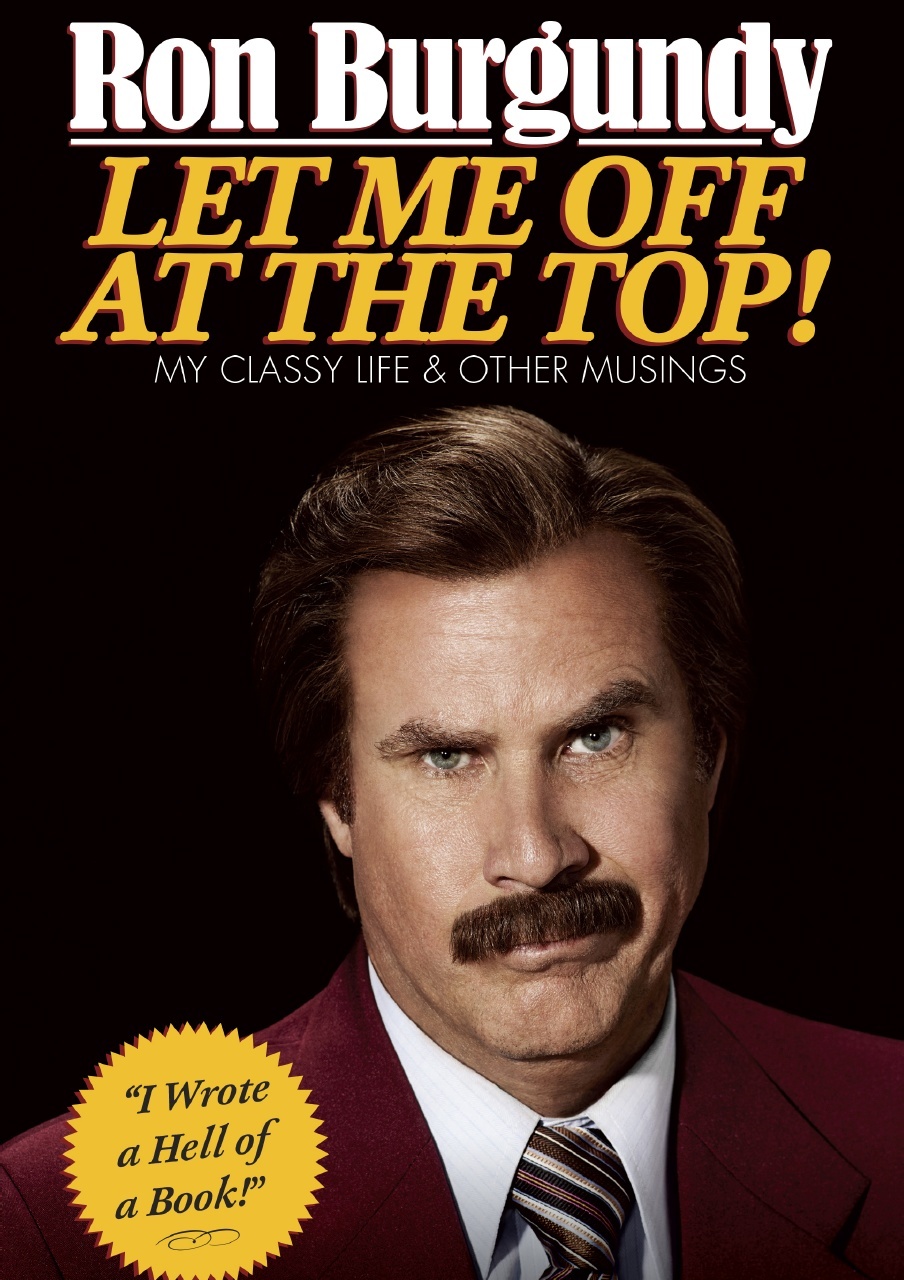 Ron Burgundy
LET ME OFF
AT THE TOP!
MY CLASSY LIFE & OTHER MUSINGS
“I Wrote
a Hell of
a Book!”